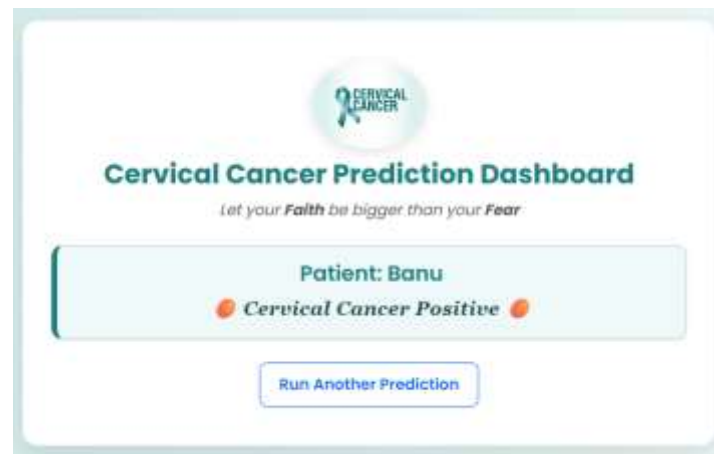 CERVICAL
CANCER
Cervical Cancer Prediction Dashboard
Let your Faith be bigger than your Fear
Patient: Banu
Cervical Cancer Positive
Run Another Prediction